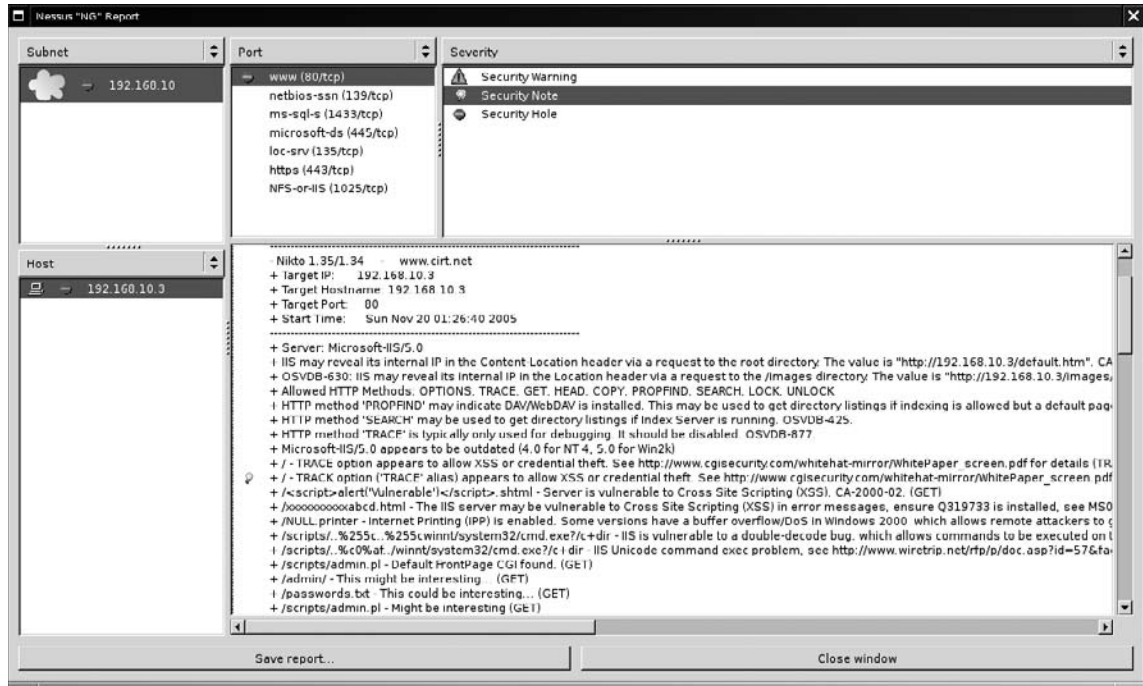 Nessus "NG" Report
Subnet
192.168.10
Port
www (80/tcp)
netbios-ssn (139/tcp)
ms-sql-s (1433/tcp)
microsoft-ds (445/tcp)
loc-srv (135/tcp)
https (443/tcp)
NFS-or-IIS (1025/tcp)
Severity
Security Warning
Security Note
Security Hole
Host
192.168.10.3
- Nikto 1.35/1.34 - www.cirt.net
+ Target IP: 192.168.10.3
+ Target Hostname: 192.168.10.3
+ Target Port: 80
+ Start Time: Sun Nov 20 01:26:40 2005
+ Server: Microsoft-IIS/5.0
+ IIS may reveal its internal IP in the Content-Location header via a request to the root directory. The value is "http://192.168.10.3/default.htm". CA
+ OSVDB-630: IIS may reveal its internal IP in the Location header via a request to the /images directory. The value is "http://192.168.10.3/images/
+ Allowed HTTP Methods: OPTIONS, TRACE, GET, HEAD, COPY, PROPFIND, SEARCH, LOCK, UNLOCK
+ HTTP method 'PROPFIND' may indicate DAV/WebDAV is installed. This may be used to get directory listings if indexing is allowed but a default pag
+ HTTP method 'SEARCH' may be used to get directory listings if Index Server is running. OSVDB-425.
+ HTTP method 'TRACE' is typically only used for debugging. It should be disabled. OSVDB-877.
+ Microsoft-IIS/5.0 appears to be outdated (4.0 for NT 4, 5.0 for Win2k)
+ / - TRACE option appears to allow XSS or credential theft. See http://www.cgisecurity.com/whitehat-mirror/WhitePaper_screen.pdf for details (TR
+ / - TRACK option ('TRACE' alias) appears to allow XSS or credential theft. See http://www.cgisecurity.com/whitehat-mirror/WhitePaper_screen.pdf
+ /<script>alert('Vulnerable')</script>.shtml - Server is vulnerable to Cross Site Scripting (XSS). CA-2000-02. (GET)
+ /xxxxxxxxxxabcd.html - The IIS server may be vulnerable to Cross Site Scripting (XSS) in error messages, ensure Q319733 is installed, see MS0
+ /NULL.printer - Internet Printing (IPP) is enabled. Some versions have a buffer overflow/DoS in Windows 2000 which allows remote attackers to g
+ /scripts/..%255c..%255cwinnt/system32/cmd.exe?/c+dir - IIS is vulnerable to a double-decode bug, which allows commands to be executed on t
+ /scripts/..%c0%af../winnt/system32/cmd.exe?/c+dir - IIS Unicode command exec problem, see http://www.wiretrip.net/rfp/p/doc.asp?id=57&fa
+ /scripts/admin.pl - Default FrontPage CGI found. (GET)
+ /admin/ - This might be interesting... (GET)
+ /passwords.txt - This could be interesting... (GET)
+ /scripts/admin.pl - Might be interesting (GET)
Save report...
Close window